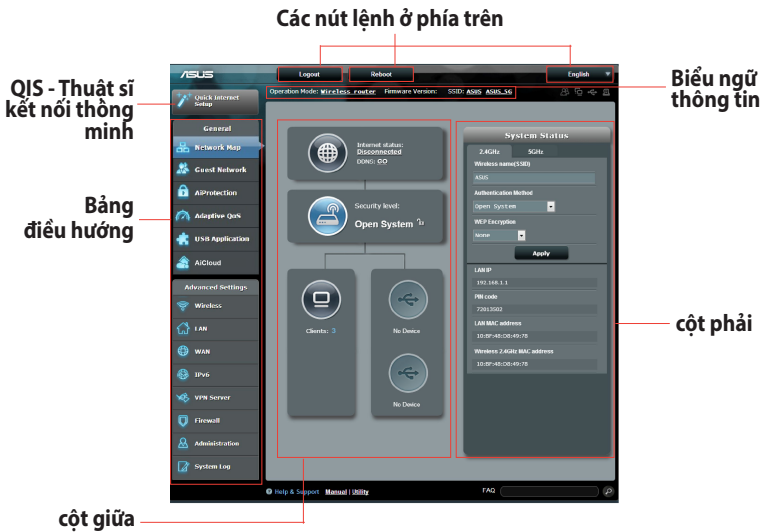 Các nút lệnh ở phía trên
QIS - Thuật sĩ
kết nối thông
minh
Bảng
điều hướng
Biểu ngữ
thông tin
cột phải
cột giữa
ASUS
Logout
Reboot
English
Quick Internet
Setup
Operation Mode: Wireless router Firmware Version: SSID: ASUS ASUS_5G
General
Network Map
Guest Network
AiProtection
Adaptive QoS
USB Application
AiCloud
Advanced Settings
Wireless
LAN
WAN
IPv6
VPN Server
Firewall
Administration
System Log
Internet status:
Disconnected
DDNS: GO
Security level:
Open System
Clients: 3
No Device
No Device
System Status
2.4GHz 5GHz
Wireless name(SSID)
ASUS
Authentication Method
Open System
WEP Encryption
None
Apply
LAN IP
192.168.1.1
PIN code
72013502
LAN MAC address
10:BF:48:D8:49:78
Wireless 2.4GHz MAC address
10:BF:48:D8:49:78
Help & Support Manual | Utility
FAQ